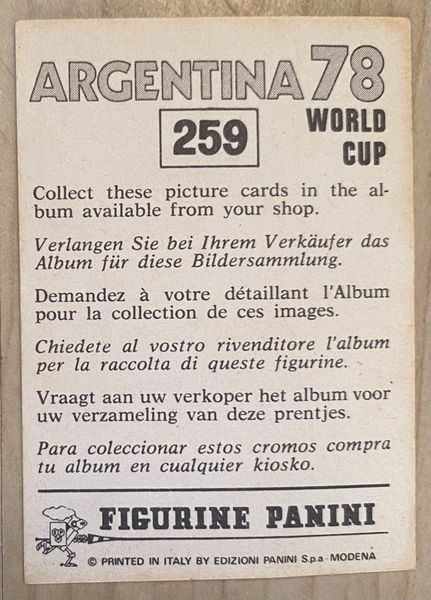 ARGENTINA 78
259
WORLD
CUP
Collect these picture cards in the al-
bum available from your shop.
Verlangen Sie bei Ihrem Verkäufer das
Album für diese Bildersammlung.
Demandez à votre détaillant l'Album
pour la collection de ces images.
Chiedete al vostro rivenditore l'album
per la raccolta di queste figurine.
Vraagt aan uw verkoper het album voor
uw verzameling van deze prentjes.
Para coleccionar estos cromos compra
tu album en cualquier kiosko.
FIGURINE PANINI
© PRINTED IN ITALY BY EDIZIONI PANINI S.p.a - MODENA